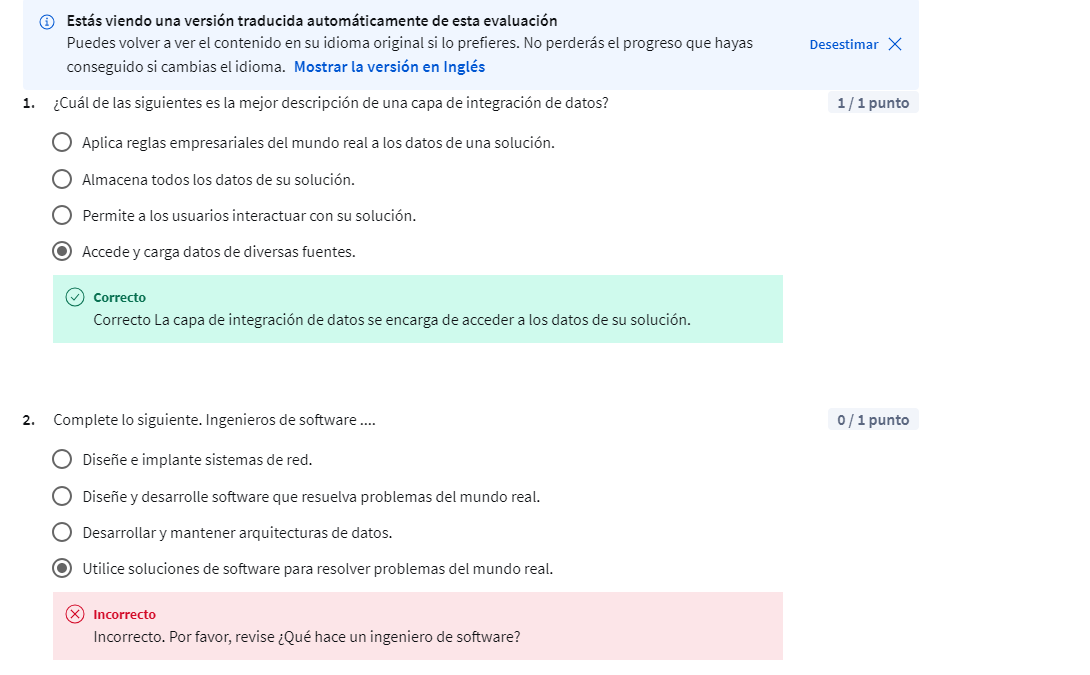 Estás viendo una versión traducida automáticamente de esta evaluación
Puedes volver a ver el contenido en su idioma original si lo prefieres. No perderás el progreso que hayas
conseguido si cambias el idioma. Mostrar la versión en Inglés
Desestimar
1. ¿Cuál de las siguientes es la mejor descripción de una capa de integración de datos?
1 / 1 punto
Aplica reglas empresariales del mundo real a los datos de una solución.
Almacena todos los datos de su solución.
Permite a los usuarios interactuar con su solución.
Accede y carga datos de diversas fuentes.
Correcto
Correcto La capa de integración de datos se encarga de acceder a los datos de su solución.
2. Complete lo siguiente. Ingenieros de software ....
0 / 1 punto
Diseñe e implante sistemas de red.
Diseñe y desarrolle software que resuelva problemas del mundo real.
Desarrollar y mantener arquitecturas de datos.
Utilice soluciones de software para resolver problemas del mundo real.
Incorrecto
Incorrecto. Por favor, revise ¿Qué hace un ingeniero de software?